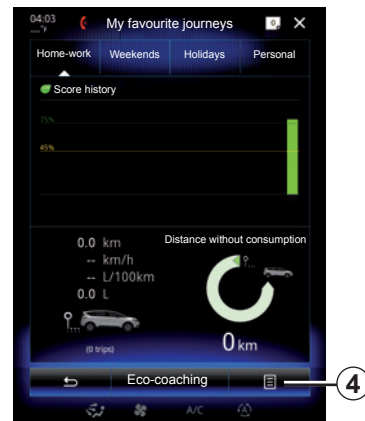 04:03
---°F
My favourite journeys
0
Home-work Weekends Holidays Personal
Score history
75%
45%
0.0 km
-- km/h
-- L/100km
0.0 L
Distance without consumption
(0 trips)
0 km
Eco-coaching
4
A/C
(A)